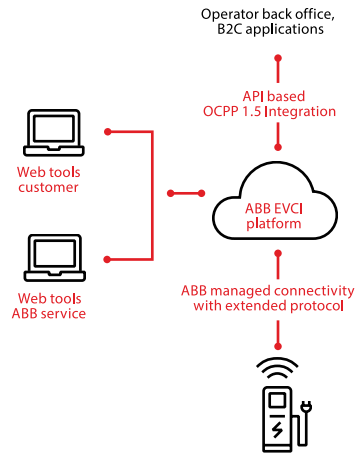 Operator back office,
B2C applications
API based
OCPP 1.5 Integration
Web tools
customer
ABB EVCI
platform
Web tools
ABB service
ABB managed connectivity
with extended protocol